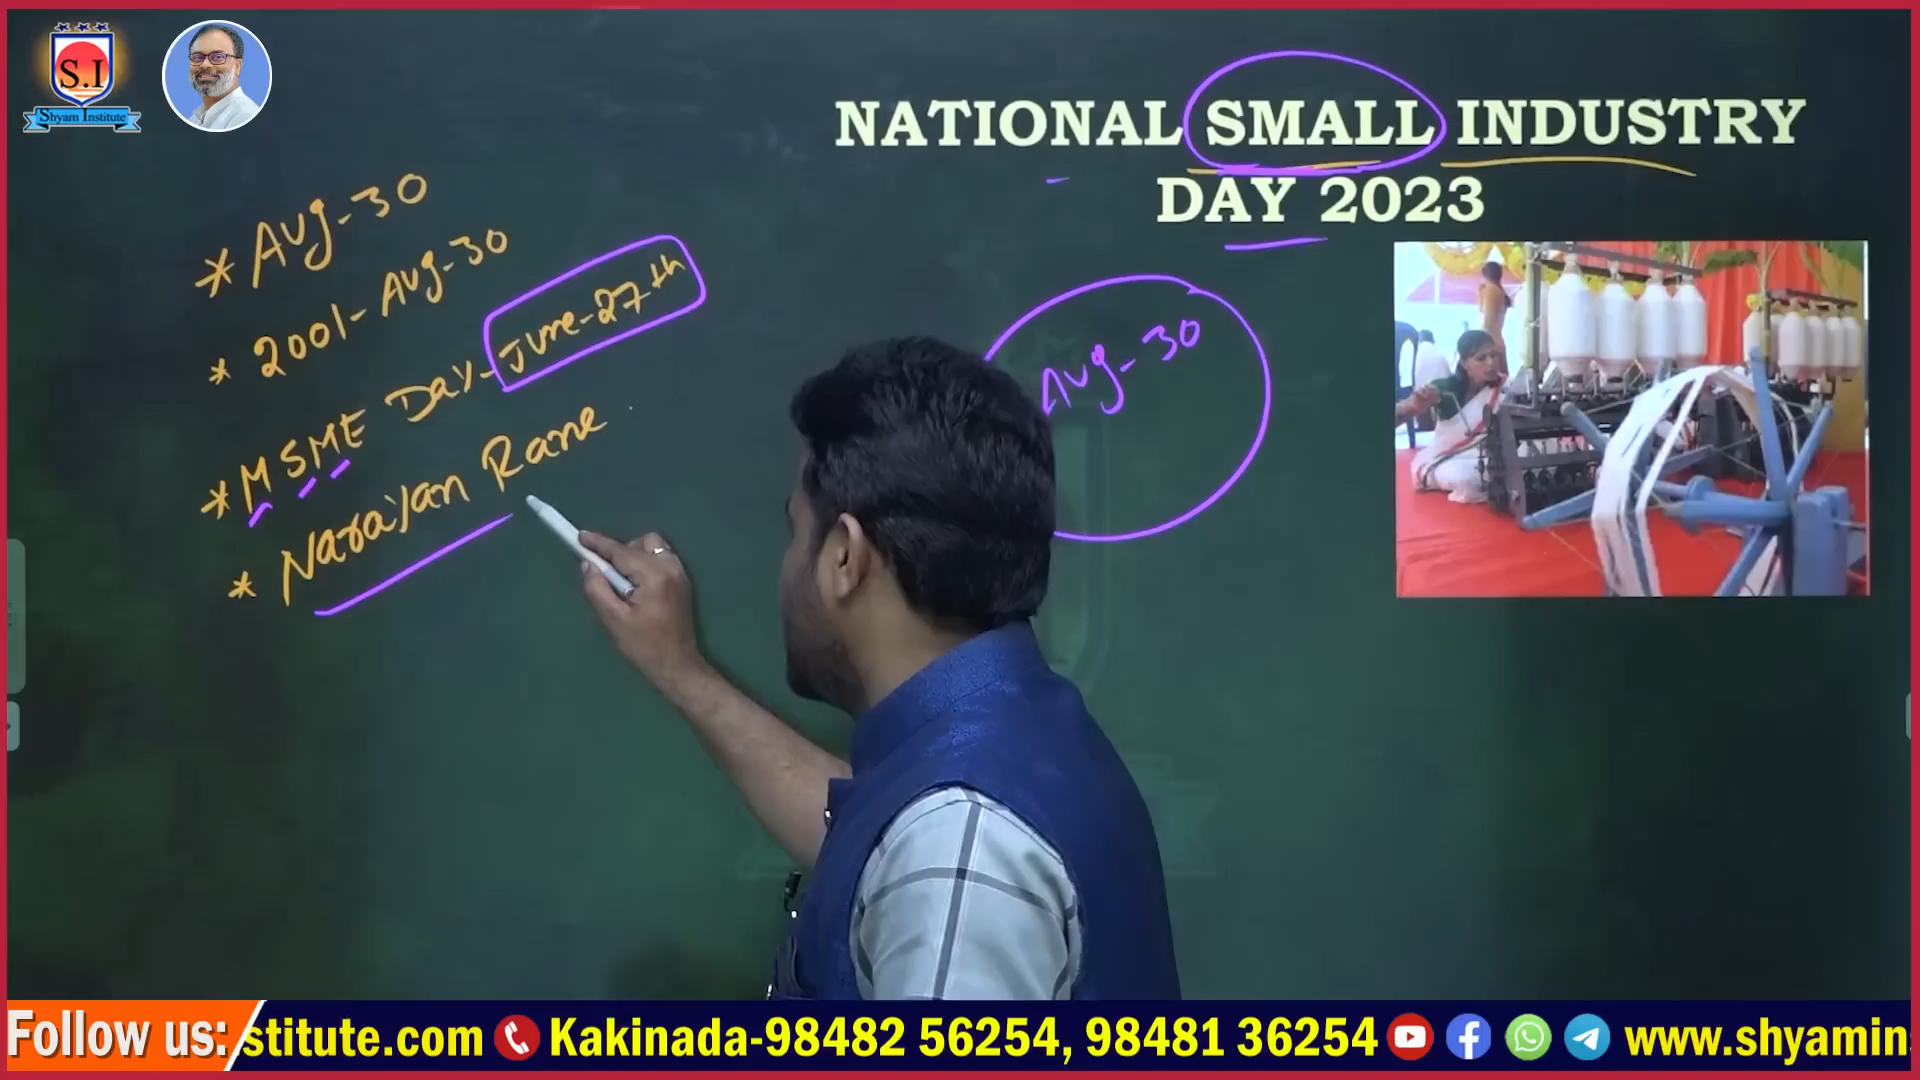 S.I
Shyam Institute
NATIONAL SMALL INDUSTRY
DAY 2023
* Aug-30
* 2001-Aug-30
* MSME Day-June-27th
* Narayan Rane
Aug-30
Follow us:
stitute.com Kakinada-98482 56254, 98481 36254 www.shyamins